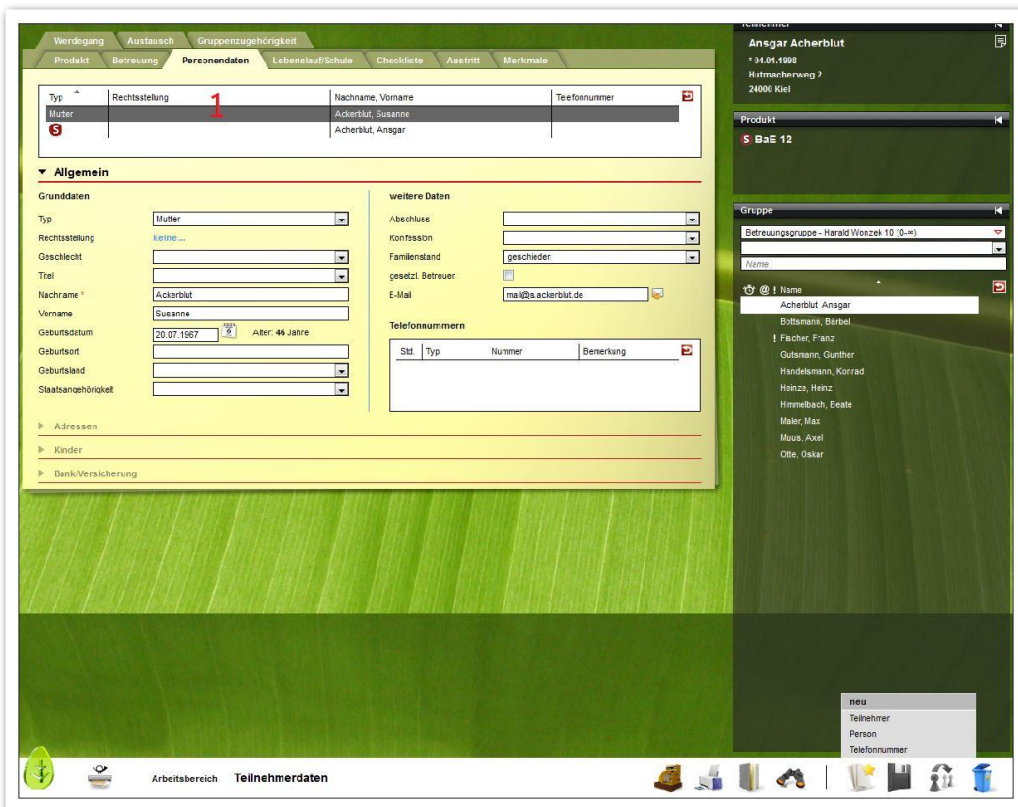 Teilnehmer
Werdegang Austausch Gruppenzugehörigkeit
Produkt Betreuung Personendaten Lebenslauf/Schule Checkliste Austritt Merkmale
Typ Rechtsstellung 1 Nachname, Vorname Telefonnummer
Mutter Ackerblut, Susanne
S Acherblut, Ansgar
Allgemein
Grunddaten
Typ Mutter
Rechtsstellung keine...
Geschlecht
Titel
Nachname * Ackerblut
Vorname Susanne
Geburtsdatum 20.07.1967 6 Alter: 46 Jahre
Geburtsort
Geburtsland
Staatsangehörigkeit
weitere Daten
Abschluss
Konfession
Familienstand geschieden
gesetzl. Betreuer
E-Mail mail@s.ackerblut.de
Telefonnummern
Std. Typ Nummer Bemerkung
Adressen
Kinder
Bank/Versicherung
Ansgar Acherblut
* 04.01.1998
Hutmacherweg 2
24000 Kiel
Produkt
S BaE 12
Gruppe
Betreuungsgruppe - Harald Wonzek 10 (0-∞)
Name
@ ! Name
Acherblut Ansgar
Bottsmann, Bärbel
! Fischer, Franz
Gutsmann, Gunther
Handelsmann, Konrad
Heinze, Heinz
Himmelbach, Beate
Maler, Max
Muus, Axel
Otte, Oskar
neu
Teilnehmer
Person
Telefonnummer
Arbeitsbereich Teilnehmerdaten